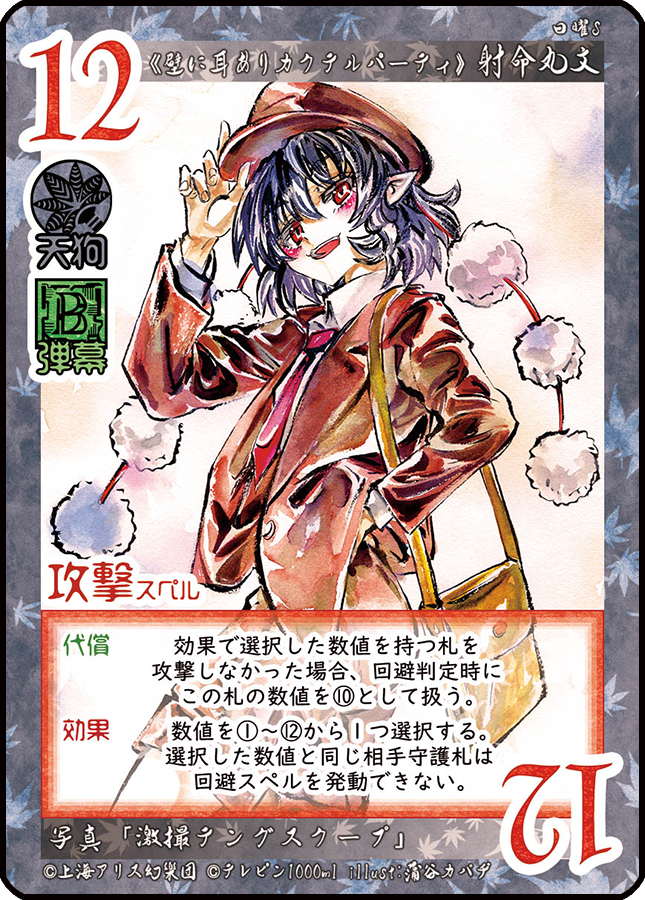 日曜S
12
《壁に耳ありカクテルパーティ》 射命丸文
天狗
B
弾幕
攻撃スペル
代償
効果で選択した数値を持つ札を
攻撃しなかった場合、回避判定時に
この札の数値を⑩として扱う。
効果
数値を①～⑫から1つ選択する。
選択した数値と同じ相手守護札は
回避スペルを発動できない。
12
写真「激撮テングスクープ」
©上海アリス幻樂団 ©テレピン1000ml illust:蒲谷カバヂ